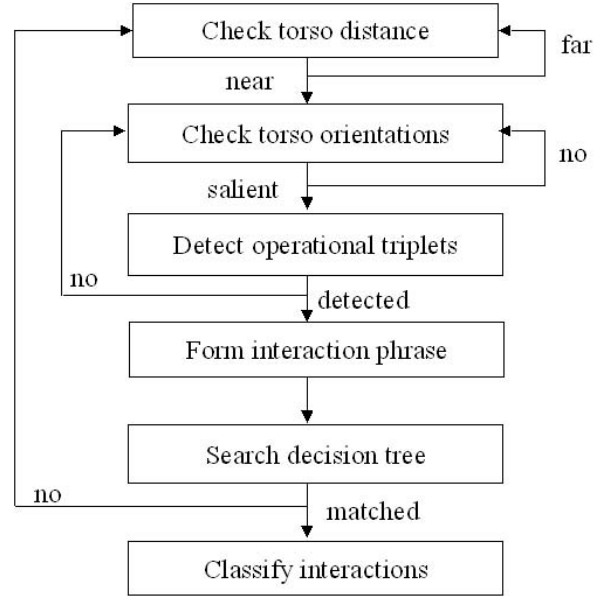 Check torso distance
far
near
Check torso orientations
no
salient
Detect operational triplets
no
detected
Form interaction phrase
Search decision tree
no
matched
Classify interactions